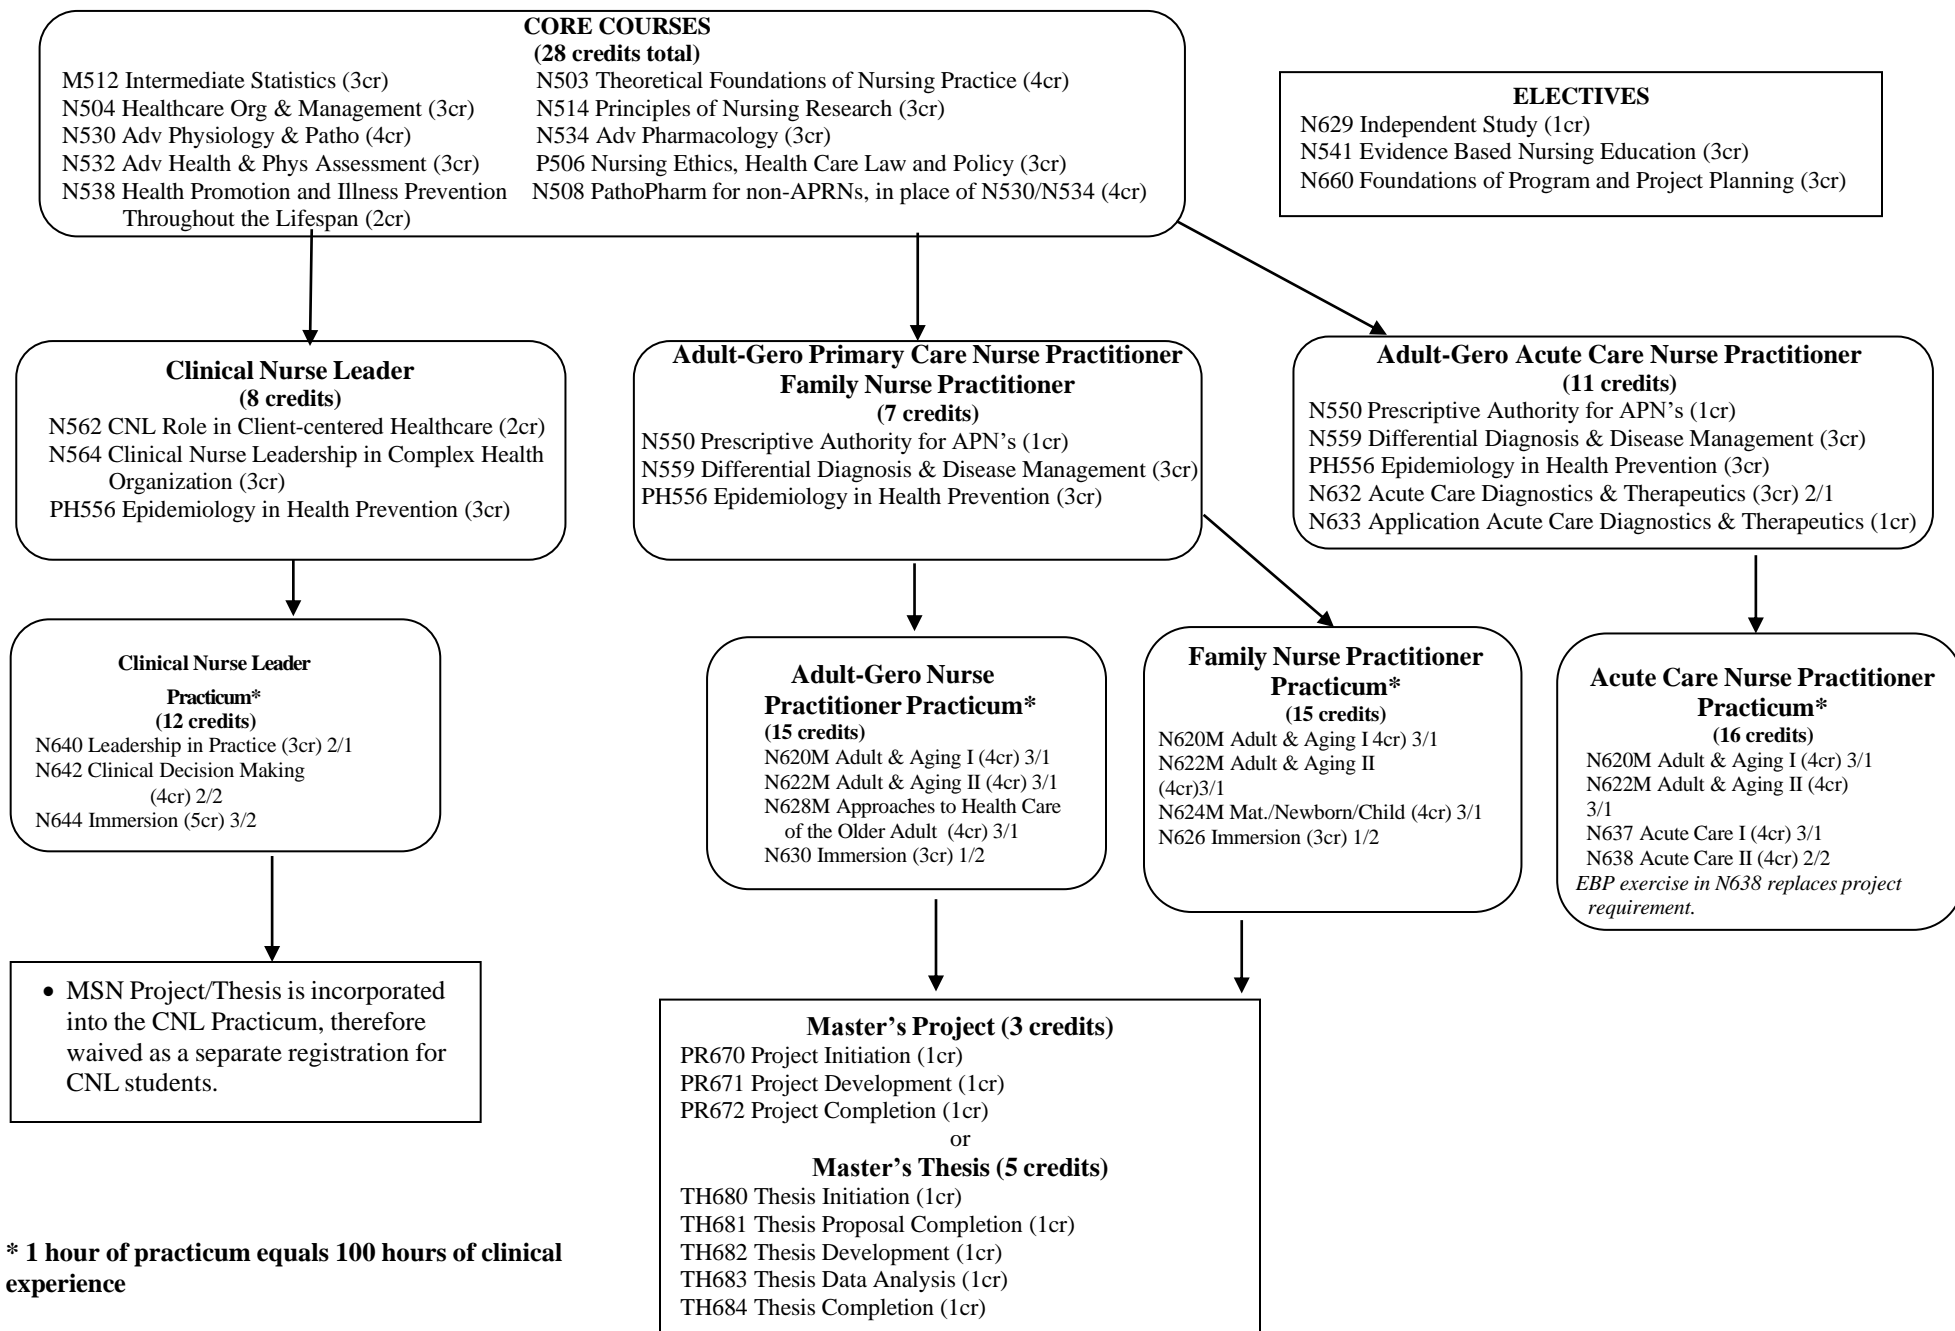 CORE COURSES
(28 credits total)
M512 Intermediate Statistics (3cr)
N504 Healthcare Org & Management (3cr)
N530 Adv Physiology & Patho (4cr)
N532 Adv Health & Phys Assessment (3cr)
N538 Health Promotion and Illness Prevention
Throughout the Lifespan (2cr)
N503 Theoretical Foundations of Nursing Practice (4cr)
N514 Principles of Nursing Research (3cr)
N534 Adv Pharmacology (3cr)
P506 Nursing Ethics, Health Care Law and Policy (3cr)
N508 PathoPharm for non-APRNs, in place of N530/N534 (4cr)
ELECTIVES
N629 Independent Study (1cr)
N541 Evidence Based Nursing Education (3cr)
N660 Foundations of Program and Project Planning (3cr)
Clinical Nurse Leader
(8 credits)
N562 CNL Role in Client-centered Healthcare (2cr)
N564 Clinical Nurse Leadership in Complex Health
Organization (3cr)
PH556 Epidemiology in Health Prevention (3cr)
Adult-Gero Primary Care Nurse Practitioner
Family Nurse Practitioner
(7 credits)
N550 Prescriptive Authority for APN’s (1cr)
N559 Differential Diagnosis & Disease Management (3cr)
PH556 Epidemiology in Health Prevention (3cr)
Adult-Gero Acute Care Nurse Practitioner
(11 credits)
N550 Prescriptive Authority for APN’s (1cr)
N559 Differential Diagnosis & Disease Management (3cr)
PH556 Epidemiology in Health Prevention (3cr)
N632 Acute Care Diagnostics & Therapeutics (3cr) 2/1
N633 Application Acute Care Diagnostics & Therapeutics (1cr)
Clinical Nurse Leader
Practicum*
(12 credits)
N640 Leadership in Practice (3cr) 2/1
N642 Clinical Decision Making
(4cr) 2/2
N644 Immersion (5cr) 3/2
Adult-Gero Nurse
Practitioner Practicum*
(15 credits)
N620M Adult & Aging I (4cr) 3/1
N622M Adult & Aging II (4cr) 3/1
N628M Approaches to Health Care
of the Older Adult (4cr) 3/1
N630 Immersion (3cr) 1/2
Family Nurse Practitioner
Practicum*
(15 credits)
N620M Adult & Aging I 4cr) 3/1
N622M Adult & Aging II
(4cr)3/1
N624M Mat./Newborn/Child (4cr) 3/1
N626 Immersion (3cr) 1/2
Acute Care Nurse Practitioner
Practicum*
(16 credits)
N620M Adult & Aging I (4cr) 3/1
N622M Adult & Aging II (4cr)
3/1
N637 Acute Care I (4cr) 3/1
N638 Acute Care II (4cr) 2/2
EBP exercise in N638 replaces project
requirement.
• MSN Project/Thesis is incorporated
into the CNL Practicum, therefore
waived as a separate registration for
CNL students.
Master’s Project (3 credits)
PR670 Project Initiation (1cr)
PR671 Project Development (1cr)
PR672 Project Completion (1cr)
or
Master’s Thesis (5 credits)
TH680 Thesis Initiation (1cr)
TH681 Thesis Proposal Completion (1cr)
TH682 Thesis Development (1cr)
TH683 Thesis Data Analysis (1cr)
TH684 Thesis Completion (1cr)
* 1 hour of practicum equals 100 hours of clinical
experience